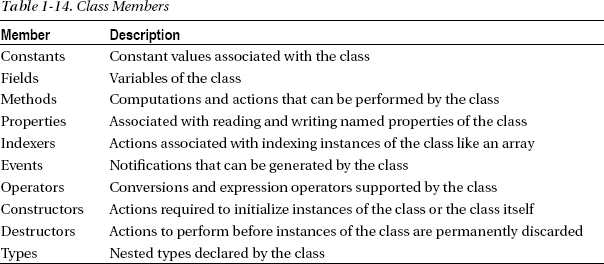 Table 1-14. Class Members
Member Description
Constants Constant values associated with the class
Fields Variables of the class
Methods Computations and actions that can be performed by the class
Properties Associated with reading and writing named properties of the class
Indexers Actions associated with indexing instances of the class like an array
Events Notifications that can be generated by the class
Operators Conversions and expression operators supported by the class
Constructors Actions required to initialize instances of the class or the class itself
Destructors Actions to perform before instances of the class are permanently discarded
Types Nested types declared by the class